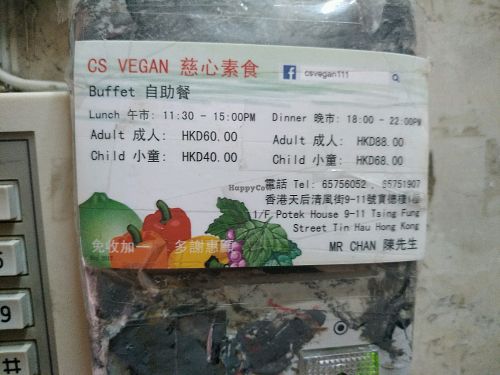 CS VEGAN 慈心素食
csvegan111
Buffet 自助餐
Lunch 午市: 11:30 - 15:00PM
Dinner 晚市: 18:00 - 22:00PM
Adult 成人: HKD60.00
Adult 成人: HKD88.00
Child 小童: HKD40.00
Child 小童: HKD68.00
電話 Tel: 65756052 , 65751907
香港天后清風街9-11號寶德樓1樓
1/F Potek House 9-11 Tsing Fung
Street Tin Hau Hong Kong
MR CHAN 陳先生
免收加一 多謝惠顧
HappyCow
9
#